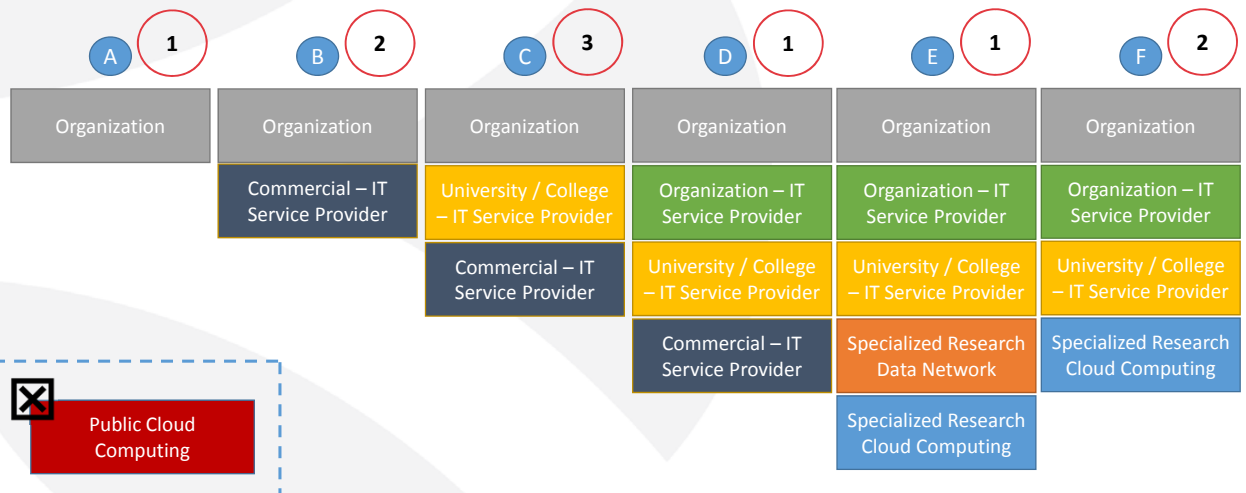 A 1 B 2 C 3 D 1 E 1 F 2
Organization Organization Organization Organization Organization Organization
Commercial – IT
Service Provider
University / College
– IT Service Provider
Organization – IT
Service Provider
Organization – IT
Service Provider
Organization – IT
Service Provider
Commercial – IT
Service Provider
University / College
– IT Service Provider
University / College
– IT Service Provider
University / College
– IT Service Provider
Commercial – IT
Service Provider
Specialized Research
Data Network
Specialized Research
Cloud Computing
Public Cloud
Computing
Specialized Research
Cloud Computing